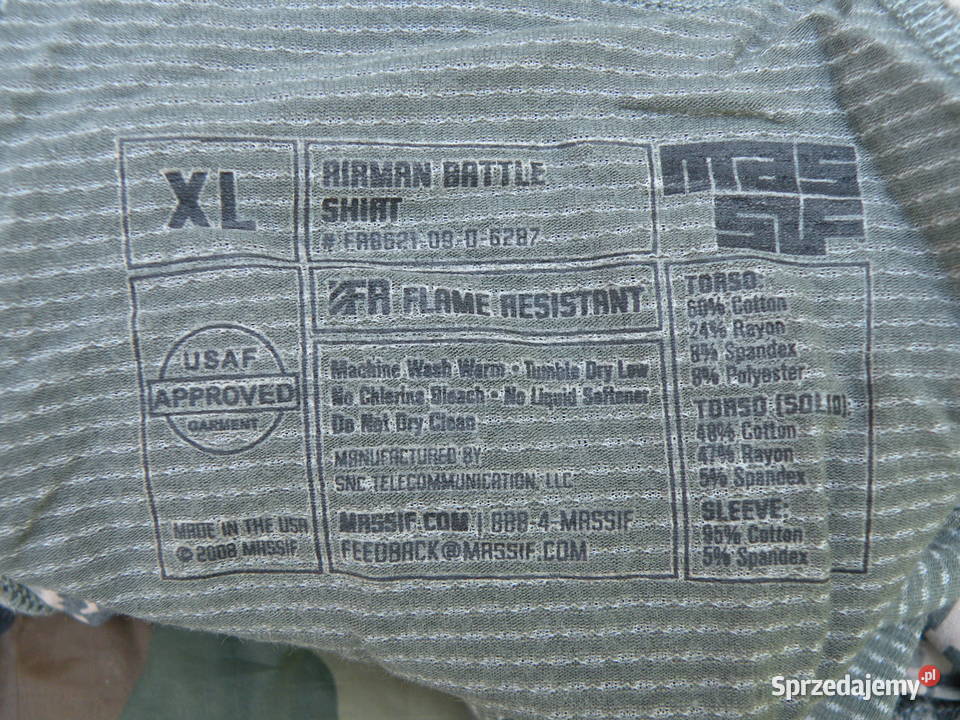 XL
AIRMAN BATTLE
SHIRT
# FA8621-09-D-6287
MAS
SIF
FR FLAME RESISTANT
USAF
APPROVED
GARMENT
MADE IN THE USA
© 2008 MASSIF
Machine Wash Warm • Tumble Dry Low
No Chlorine Bleach • No Liquid Softener
Do Not Dry Clean
MANUFACTURED BY
SNC TELECOMMUNICATION, LLC
MASSIF.COM | 888-4-MASSIF
FEEDBACK@MASSIF.COM
TORSO:
60% Cotton
24% Rayon
8% Spandex
8% Polyester
TORSO (SOLID):
48% Cotton
47% Rayon
5% Spandex
SLEEVE:
95% Cotton
5% Spandex
Sprzedajemy.pl